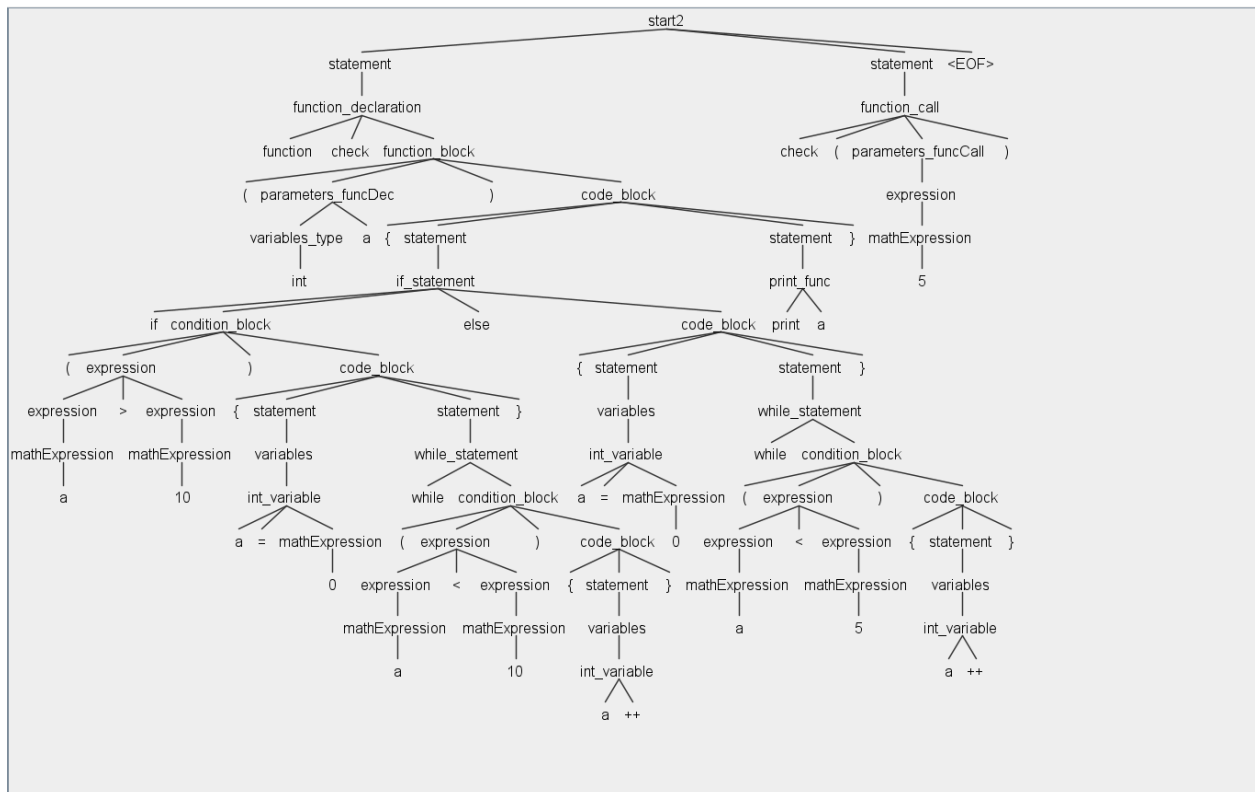 start2
statement statement <EOF>
function_declaration function_call
function check function_block check ( parameters_funcCall )
( parameters_funcDec ) code_block expression
variables_type a { statement statement } mathExpression
int if_statement print_func 5
if condition_block else code_block print a
( expression ) code_block { statement statement }
expression > expression { statement statement } variables while_statement
mathExpression mathExpression variables while_statement int_variable while condition_block
a 10 int_variable while condition_block a = mathExpression ( expression ) code_block
a = mathExpression ( expression ) code_block 0 expression < expression { statement }
0 expression < expression { statement } mathExpression mathExpression variables
mathExpression mathExpression variables a 5 int_variable
a 10 int_variable a ++
a ++